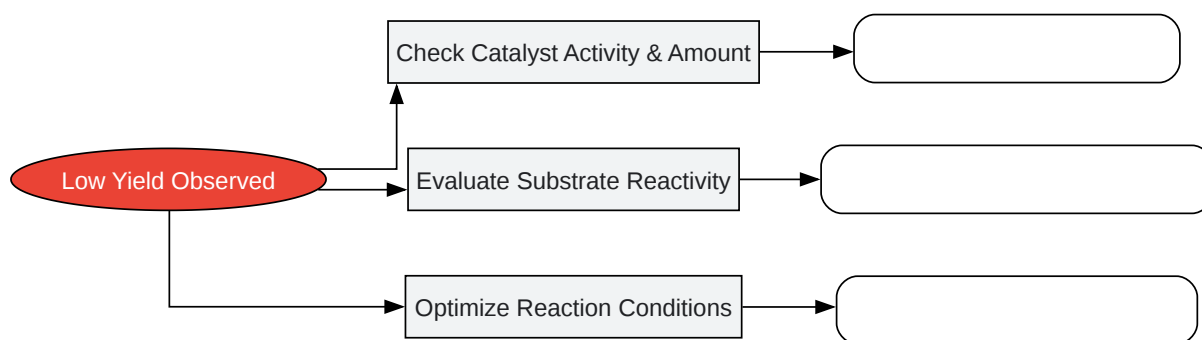 Check Catalyst Activity & Amount
Low Yield Observed
Evaluate Substrate Reactivity
Optimize Reaction Conditions